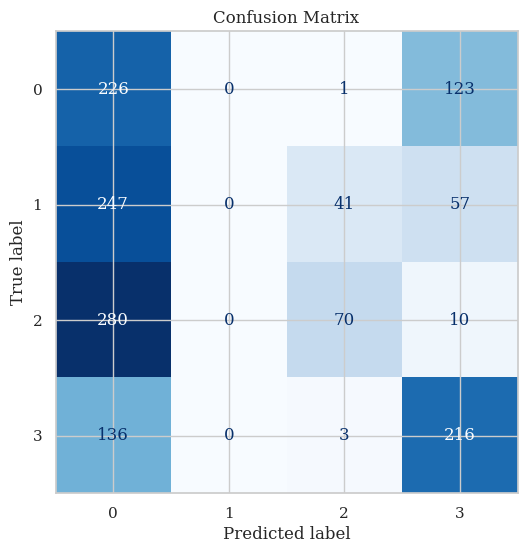 Confusion Matrix
True label
0 226 0 1 123
1 247 0 41 57
2 280 0 70 10
3 136 0 3 216
0 1 2 3
Predicted label